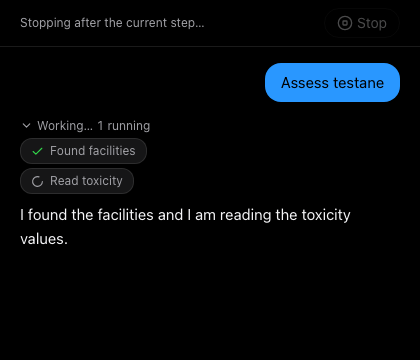 Stopping after the current step...
Stop
Assess testane
Working... 1 running
Found facilities
Read toxicity
I found the facilities and I am reading the toxicity
values.